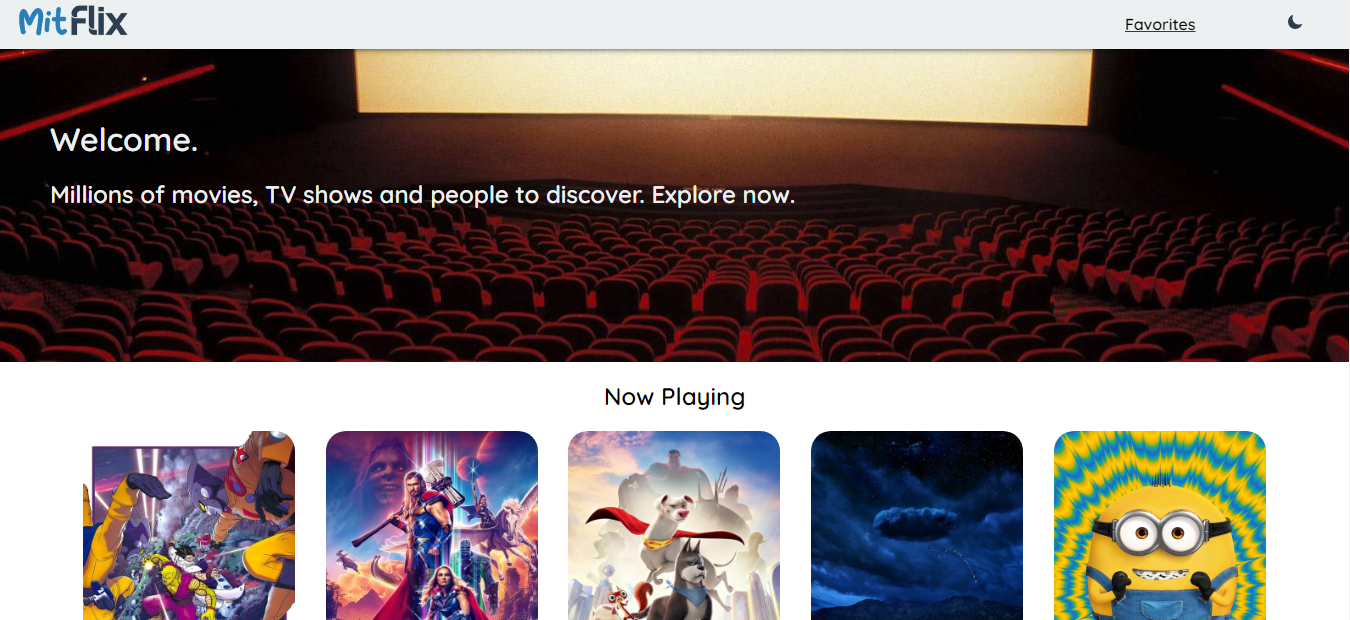 MitFlix
Favorites
Welcome.
Millions of movies, TV shows and people to discover. Explore now.
Now Playing